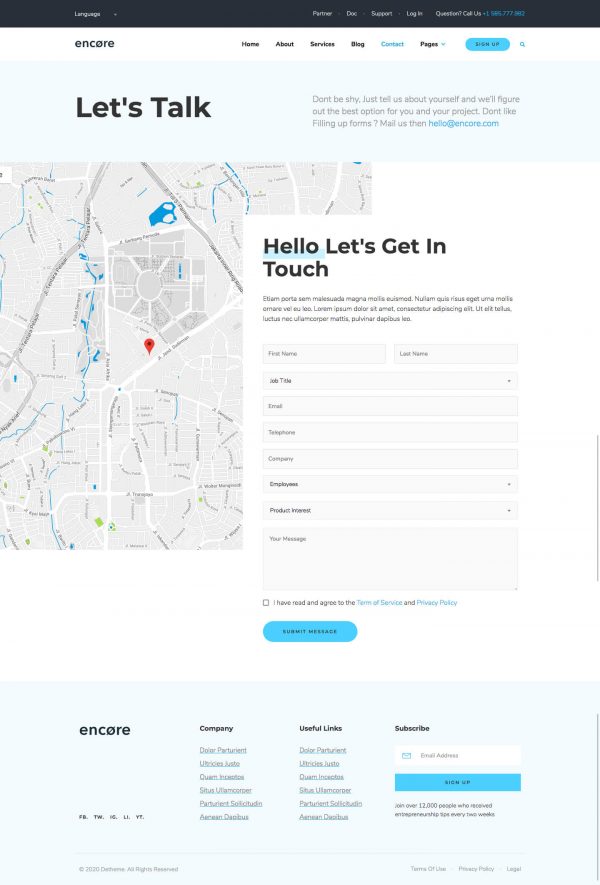 Language
Partner · Doc · Support · Log In Question? Call Us +1 585.777.982
encøre
Home About Services Blog Contact Pages
SIGN UP
Let's Talk
Dont be shy, Just tell us about yourself and we'll figure
out the best option for you and your project. Dont like
Filling up forms ? Mail us then hello@encore.com
Hello Let's Get In
Touch
Etiam porta sem malesuada magna mollis euismod. Nullam quis risus eget urna mollis
ornare vel eu leo. Lorem ipsum dolor sit amet, consectetur adipiscing elit. Ut elit tellus,
luctus nec ullamcorper mattis, pulvinar dapibus leo.
First Name
Last Name
Job Title
Email
Telephone
Company
Employees
Product Interest
Your Message
I have read and agree to the Term of Service and Privacy Policy
SUBMIT MESSAGE
encøre
FB. TW. IG. LI. YT.
Company
Dolor Parturient
Ultricies Justo
Quam Inceptos
Situs Ullamcorper
Parturient Sollicitudin
Aenean Dapibus
Useful Links
Dolor Parturient
Ultricies Justo
Quam Inceptos
Situs Ullamcorper
Parturient Sollicitudin
Aenean Dapibus
Subscribe
Email Address
SIGN UP
Join over 12,000 people who received
entrepreneurship tips every two weeks
© 2020 Detheme. All Rights Reserved
Terms Of Use · Privacy Policy · Legal